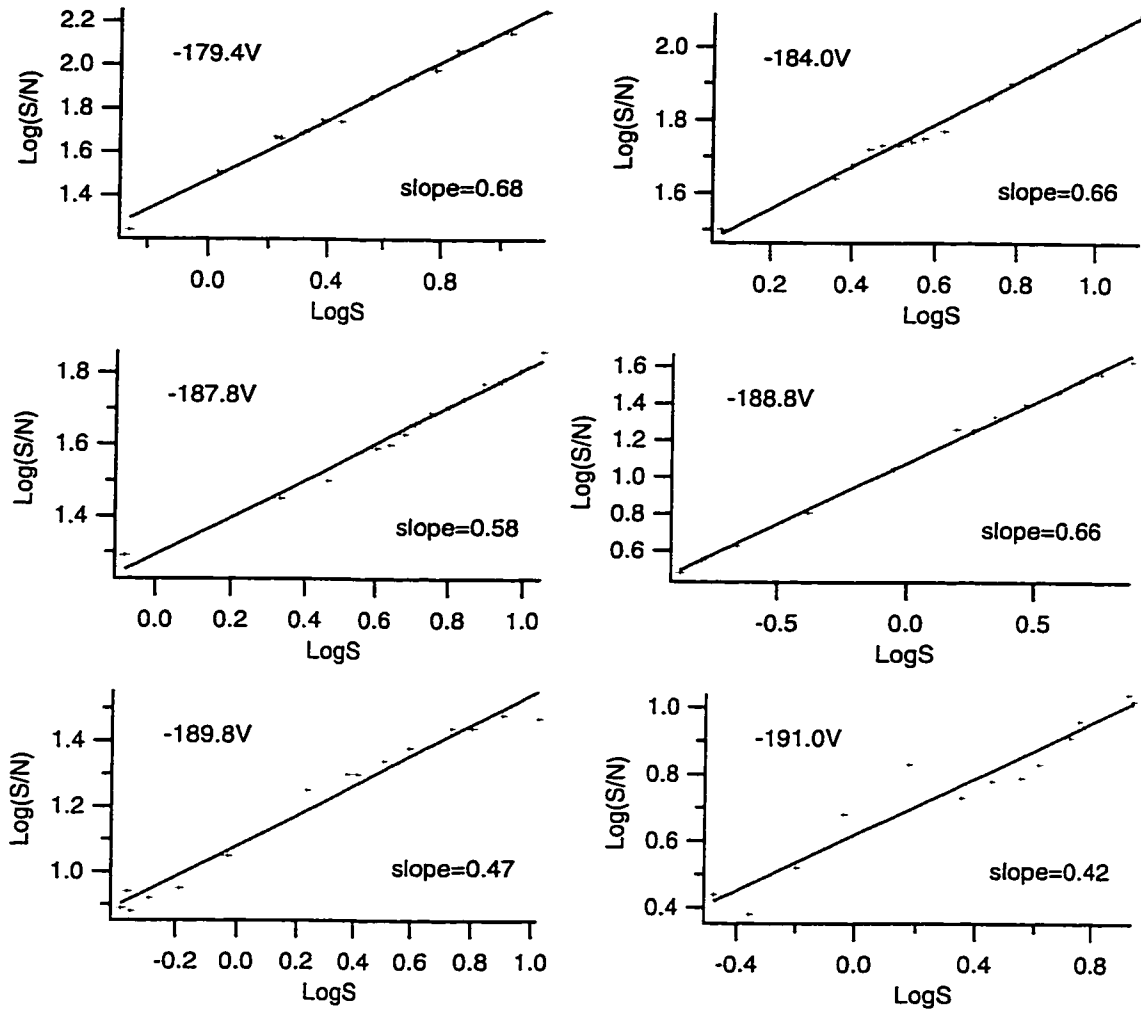 2.2
2.0
1.8
1.6
1.4
Log(S/N)
-179.4V
slope=0.68
0.0
0.4
0.8
LogS
2.0
1.8
1.6
Log(S/N)
-184.0V
slope=0.66
0.2
0.4
0.6
0.8
1.0
LogS
1.8
1.6
1.4
Log(S/N)
-187.8V
slope=0.58
0.0
0.2
0.4
0.6
0.8
1.0
LogS
1.6
1.4
1.2
1.0
0.8
0.6
Log(S/N)
-188.8V
slope=0.66
-0.5
0.0
0.5
LogS
1.4
1.2
1.0
Log(S/N)
-189.8V
slope=0.47
-0.2
0.0
0.2
0.4
0.6
0.8
1.0
LogS
1.0
0.8
0.6
0.4
Log(S/N)
-191.0V
slope=0.42
-0.4
0.0
0.4
0.8
LogS